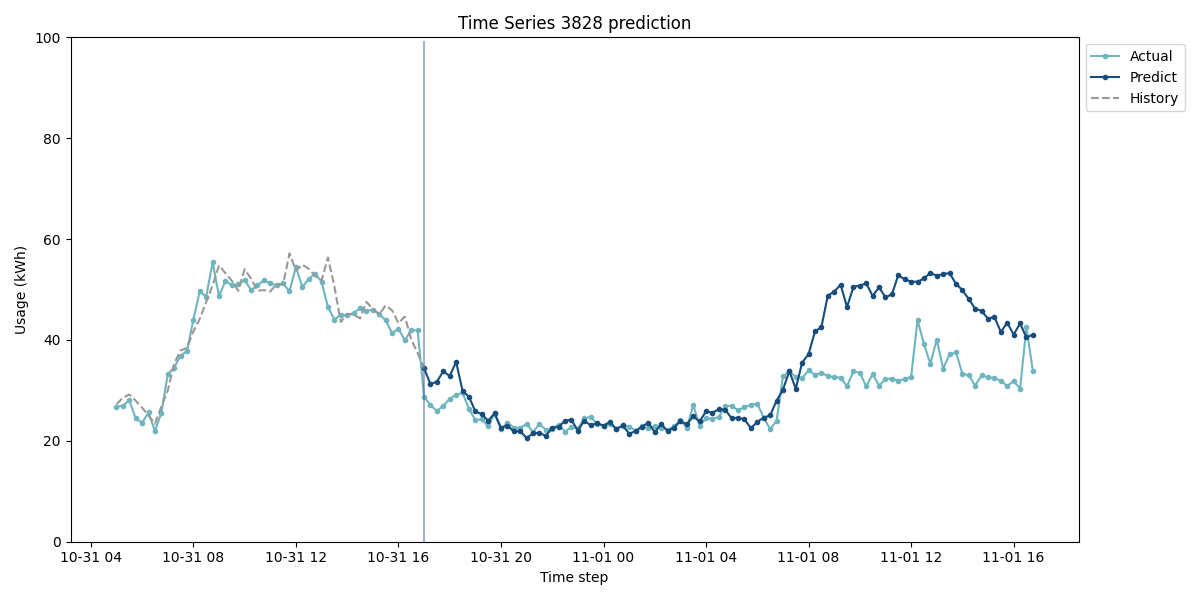 Time Series 3828 prediction
100
80
60
40
20
0
Usage (kWh)
10-31 04
10-31 08
10-31 12
10-31 16
10-31 20
11-01 00
11-01 04
11-01 08
11-01 12
11-01 16
Time step
Actual
Predict
History